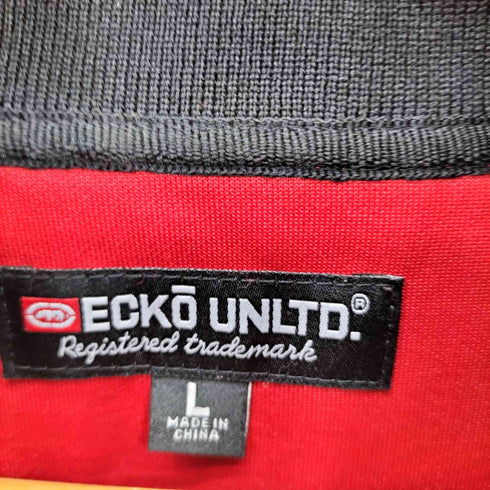 ECKŌ UNLTD.®
Registered trademark
L
MADE IN
CHINA